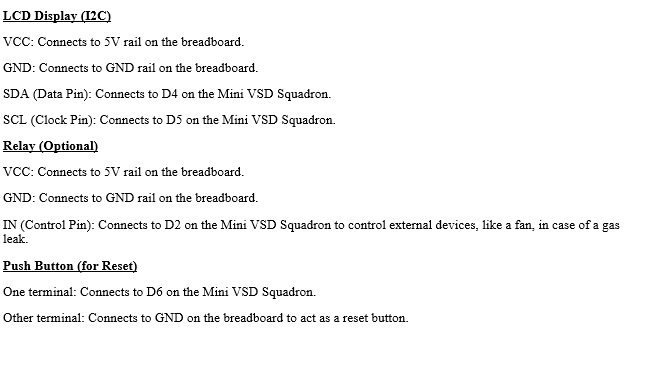 LCD Display (I2C)
VCC: Connects to 5V rail on the breadboard.
GND: Connects to GND rail on the breadboard.
SDA (Data Pin): Connects to D4 on the Mini VSD Squadron.
SCL (Clock Pin): Connects to D5 on the Mini VSD Squadron.
Relay (Optional)
VCC: Connects to 5V rail on the breadboard.
GND: Connects to GND rail on the breadboard.
IN (Control Pin): Connects to D2 on the Mini VSD Squadron to control external devices, like a fan, in case of a gas
leak.
Push Button (for Reset)
One terminal: Connects to D6 on the Mini VSD Squadron.
Other terminal: Connects to GND on the breadboard to act as a reset button.